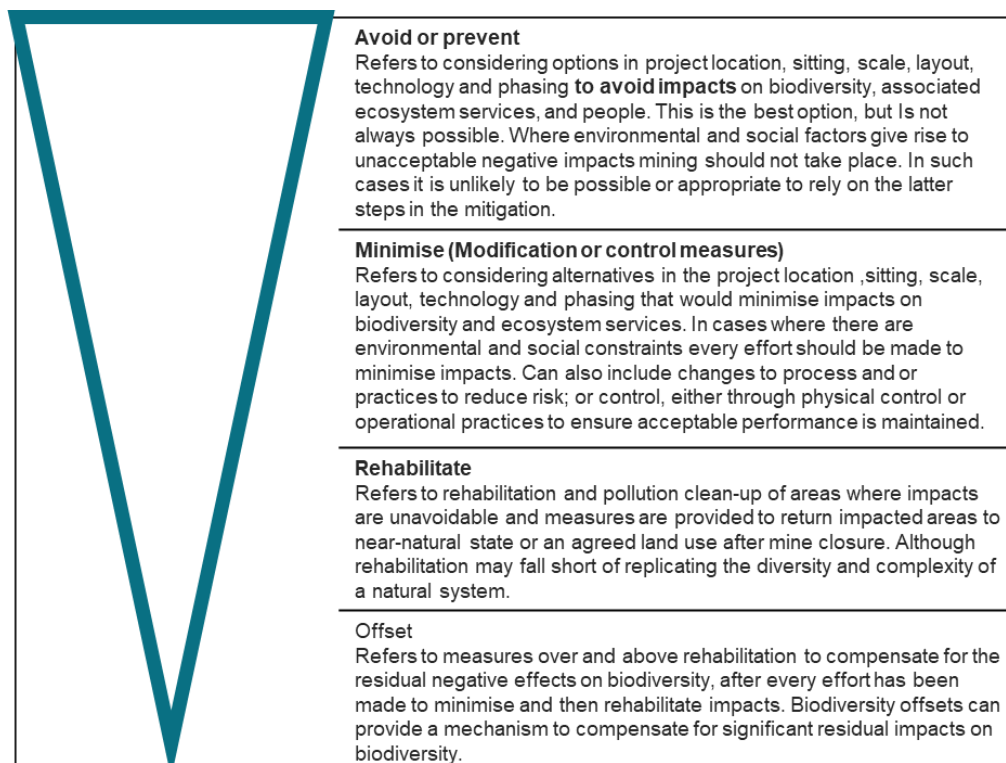 Avoid or prevent
Refers to considering options in project location, sitting, scale, layout,
technology and phasing to avoid impacts on biodiversity, associated
ecosystem services, and people. This is the best option, but Is not
always possible. Where environmental and social factors give rise to
unacceptable negative impacts mining should not take place. In such
cases it is unlikely to be possible or appropriate to rely on the latter
steps in the mitigation.
Minimise (Modification or control measures)
Refers to considering alternatives in the project location ,sitting, scale,
layout, technology and phasing that would minimise impacts on
biodiversity and ecosystem services. In cases where there are
environmental and social constraints every effort should be made to
minimise impacts. Can also include changes to process and or
practices to reduce risk; or control, either through physical control or
operational practices to ensure acceptable performance is maintained.
Rehabilitate
Refers to rehabilitation and pollution clean-up of areas where impacts
are unavoidable and measures are provided to return impacted areas to
near-natural state or an agreed land use after mine closure. Although
rehabilitation may fall short of replicating the diversity and complexity of
a natural system.
Offset
Refers to measures over and above rehabilitation to compensate for the
residual negative effects on biodiversity, after every effort has been
made to minimise and then rehabilitate impacts. Biodiversity offsets can
provide a mechanism to compensate for significant residual impacts on
biodiversity.